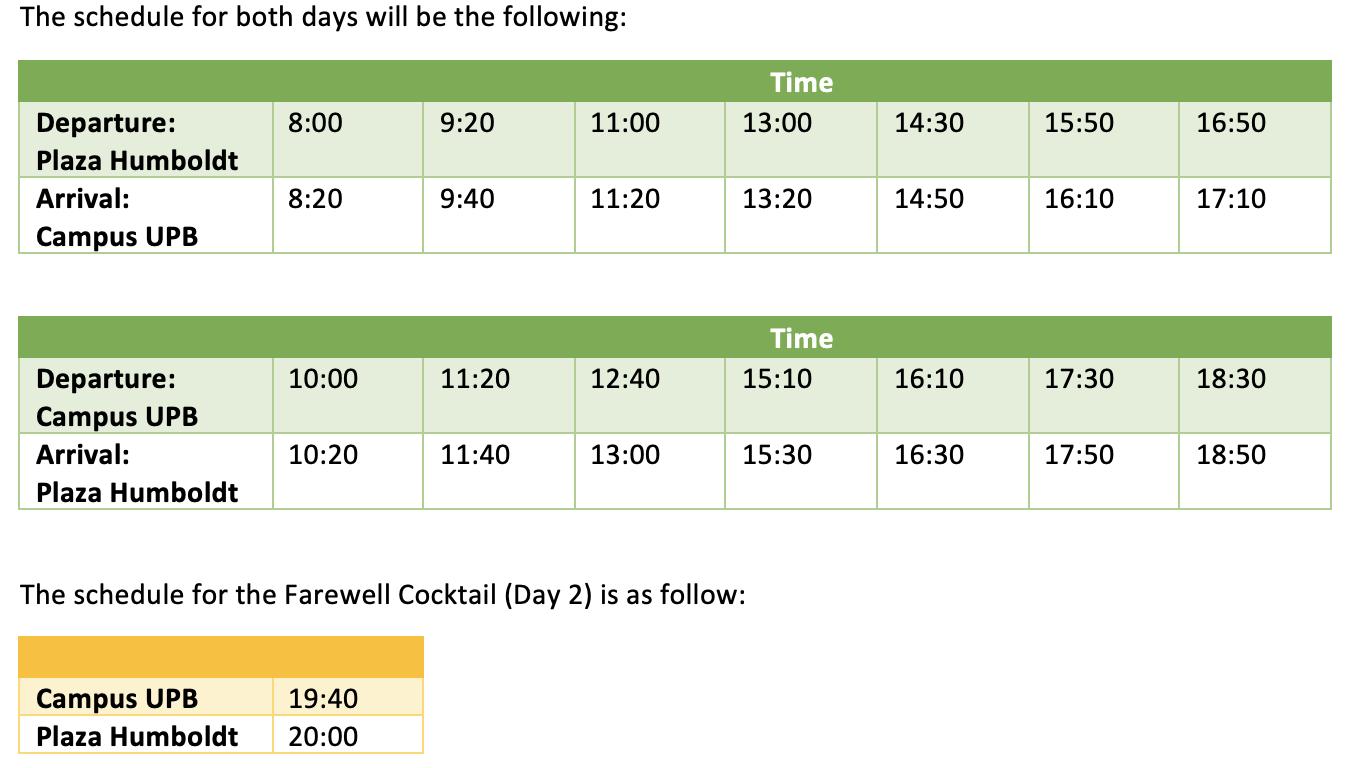 The schedule for both days will be the following:
Time
Departure: 8:00 9:20 11:00 13:00 14:30 15:50 16:50
Plaza Humboldt
Arrival: 8:20 9:40 11:20 13:20 14:50 16:10 17:10
Campus UPB
Time
Departure: 10:00 11:20 12:40 15:10 16:10 17:30 18:30
Campus UPB
Arrival: 10:20 11:40 13:00 15:30 16:30 17:50 18:50
Plaza Humboldt
The schedule for the Farewell Cocktail (Day 2) is as follow:
Campus UPB 19:40
Plaza Humboldt 20:00